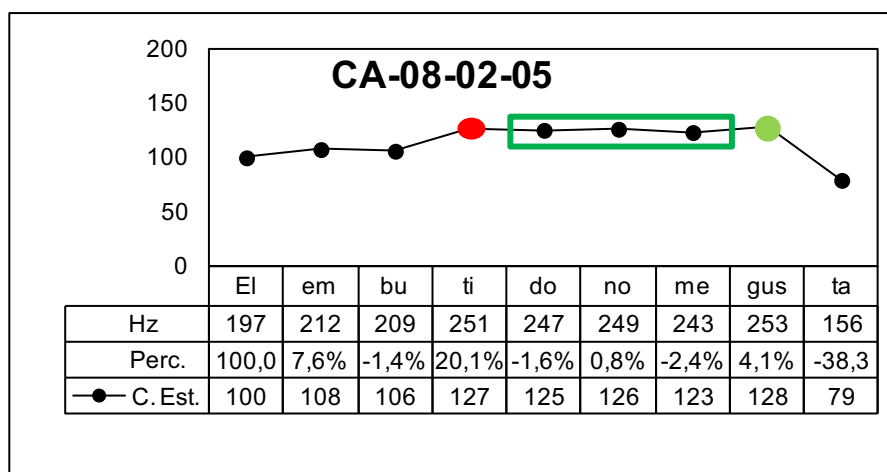 CA-08-02-05
200
150
100
50
0
El em bu ti do no me gus ta
Hz 197 212 209 251 247 249 243 253 156
Perc. 100,0 7,6% -1,4% 20,1% -1,6% 0,8% -2,4% 4,1% -38,3
C. Est. 100 108 106 127 125 126 123 128 79